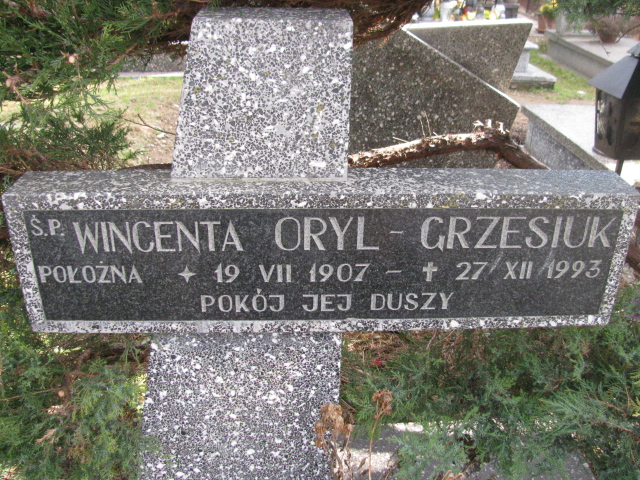 Ś.P. WINCENTA ORYL - GRZESIUK
POŁOŻNA ✦ 19 VII 1907 - ✝ 27 XII 1993
POKÓJ JEJ DUSZY